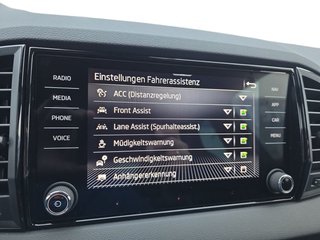 Einstellungen Fahrerassistenz
RADIO
MEDIA
PHONE
VOICE
ACC (Distanzregelung)
Front Assist
Lane Assist (Spurhalteassist.)
Müdigkeitswarnung
Geschwindigkeitswarnung
Anhängererkennung
NAV
APP
CAR
MENU